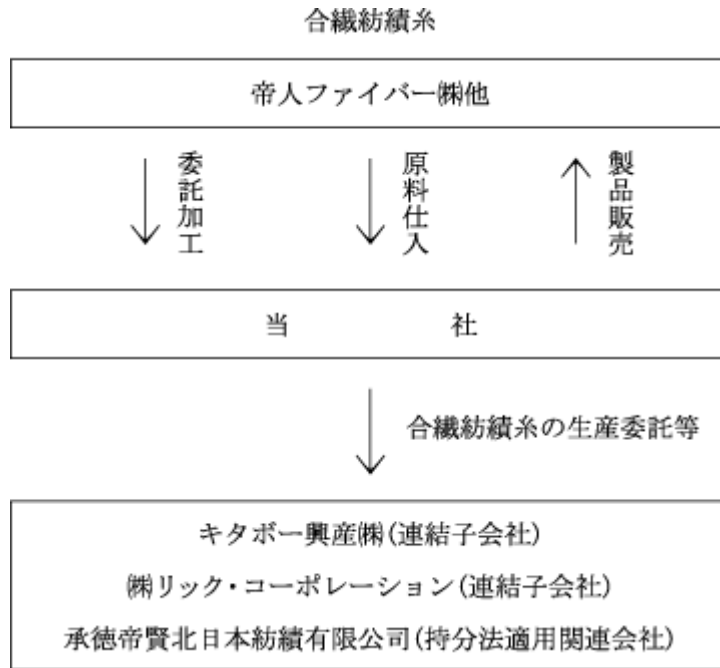 合繊紡績糸
帝人ファイバー㈱他
委託加工
原料仕入
製品販売
当　　　社
合繊紡績糸の生産委託等
キタボー興産㈱(連結子会社)
㈱リック・コーポレーション(連結子会社)
承徳帝賢北日本紡績有限公司(持分法適用関連会社)